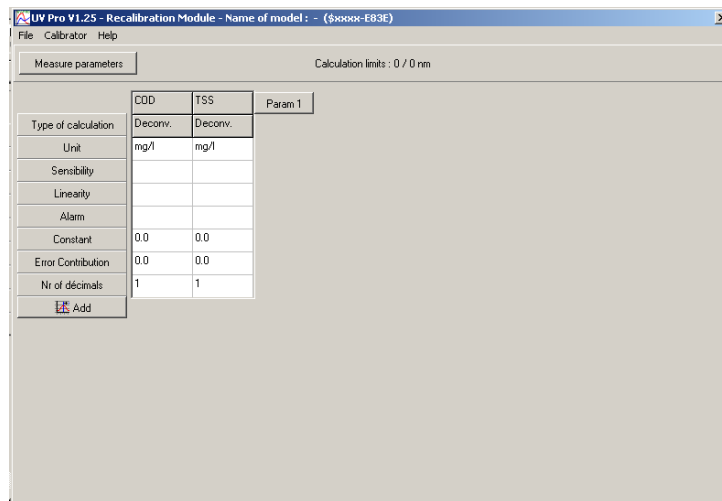 UV Pro V1.25 - Recalibration Module - Name of model : - ($xxxx-E83E)
File Calibrator Help
Measure parameters Calculation limits : 0 / 0 nm
COD TSS Param 1
Type of calculation Deconv. Deconv.
Unit mg/l mg/l
Sensibility
Linearity
Alarm
Constant 0.0 0.0
Error Contribution 0.0 0.0
Nr of décimals 1 1
Add